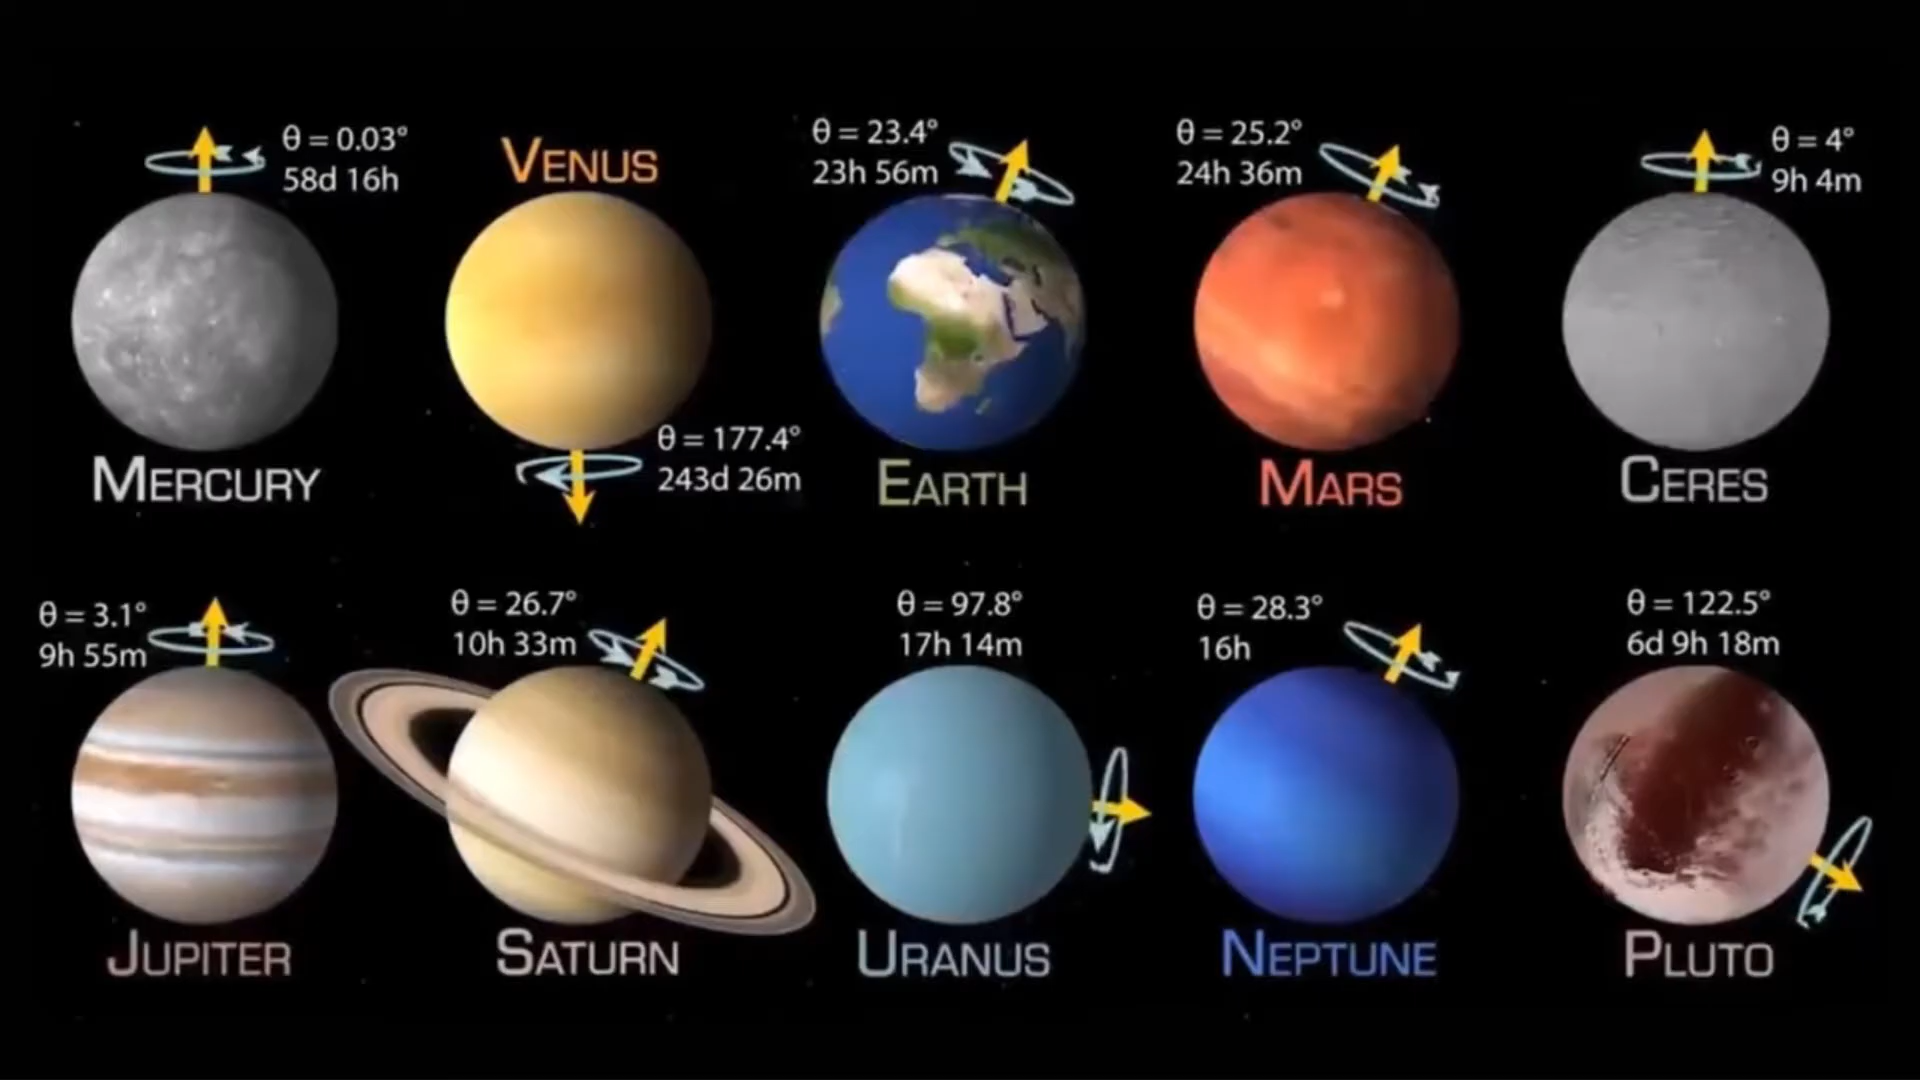 θ = 0.03°
58d 16h
MERCURY
VENUS
θ = 177.4°
243d 26m
θ = 23.4°
23h 56m
EARTH
θ = 25.2°
24h 36m
MARS
θ = 4°
9h 4m
CERES
θ = 3.1°
9h 55m
JUPITER
θ = 26.7°
10h 33m
SATURN
θ = 97.8°
17h 14m
URANUS
θ = 28.3°
16h
NEPTUNE
θ = 122.5°
6d 9h 18m
PLUTO